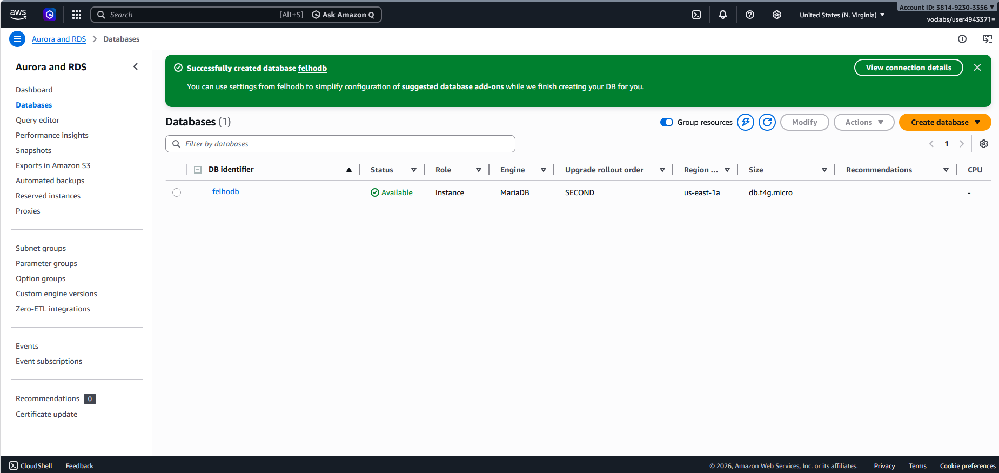 aws
Search [Alt+S] Ask Amazon Q
United States (N. Virginia)
Account ID: 3814-9230-3356
voclabs/user4943371=
Aurora and RDS > Databases
Aurora and RDS
Dashboard
Databases
Query editor
Performance insights
Snapshots
Exports in Amazon S3
Automated backups
Reserved instances
Proxies
Subnet groups
Parameter groups
Option groups
Custom engine versions
Zero-ETL integrations
Events
Event subscriptions
Recommendations 0
Certificate update
Successfully created database felhodb
View connection details
You can use settings from felhodb to simplify configuration of suggested database add-ons while we finish creating your DB for you.
Databases (1)
Group resources
Modify
Actions
Create database
Filter by databases
1
DB identifier Status Role Engine Upgrade rollout order Region ... Size Recommendations CPU
felhodb Available Instance MariaDB SECOND us-east-1a db.t4g.micro -
CloudShell Feedback
© 2026, Amazon Web Services, Inc. or its affiliates. Privacy Terms Cookie preferences